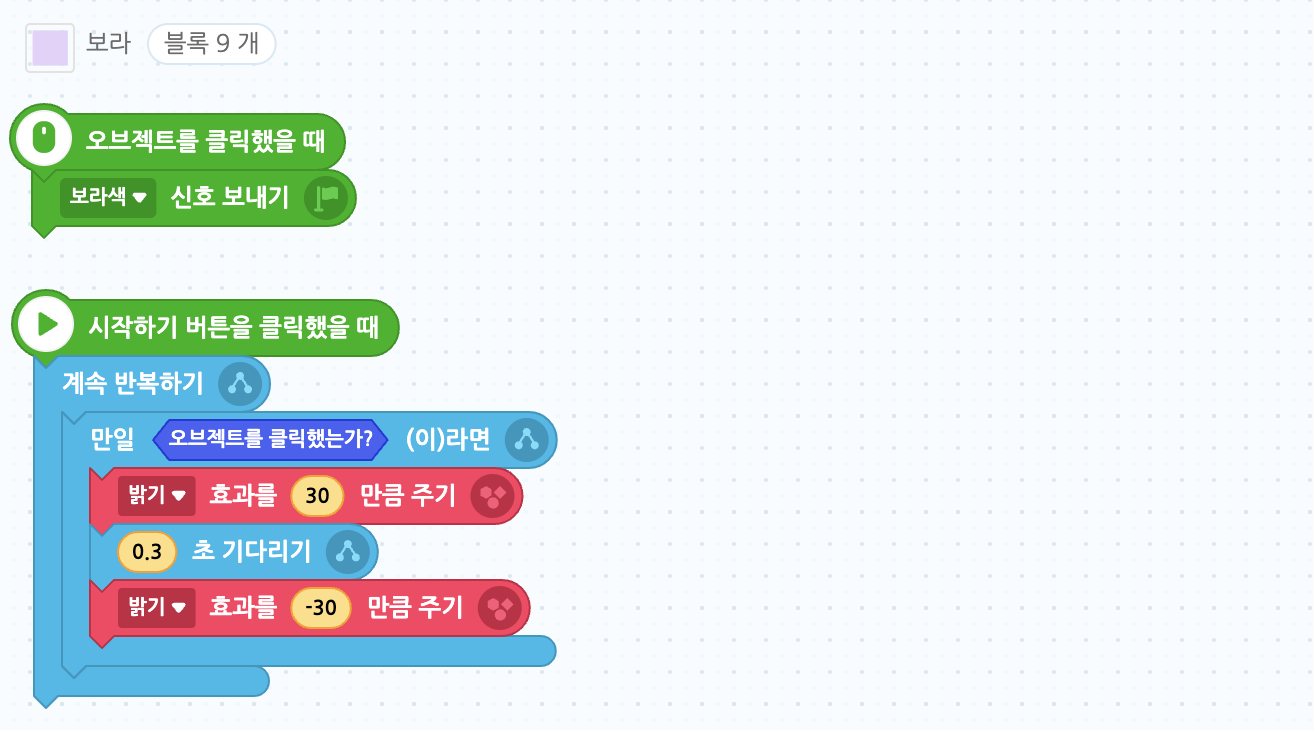 보라 블록 9 개
오브젝트를 클릭했을 때
보라색 신호 보내기
시작하기 버튼을 클릭했을 때
계속 반복하기
만일 오브젝트를 클릭했는가? (이)라면
밝기 효과를 30 만큼 주기
0.3 초 기다리기
밝기 효과를 -30 만큼 주기